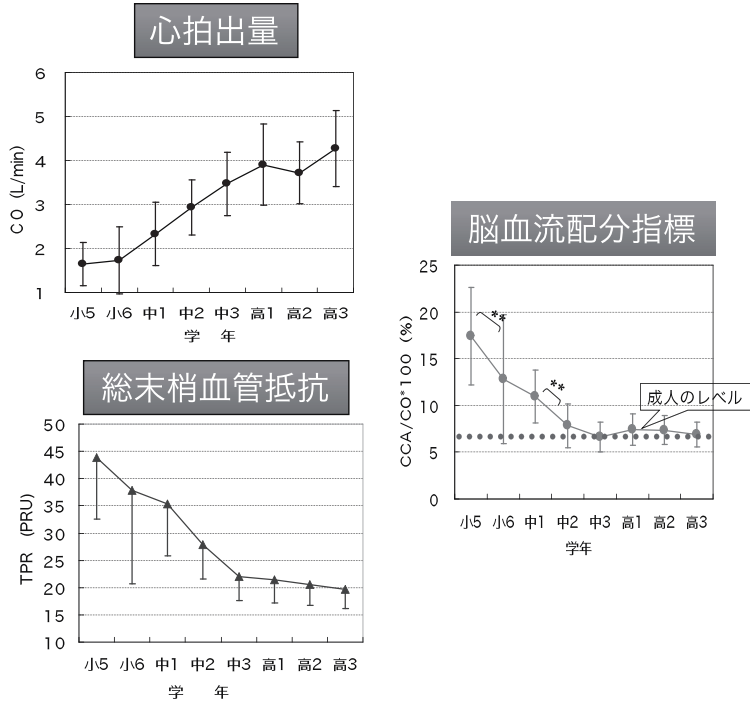 心拍出量
6
5
4
3
2
1
CO (L/min)
小5 小6 中1 中2 中3 高1 高2 高3
学 年
総末梢血管抵抗
50
45
40
35
30
25
20
15
10
TPR (PRU)
小5 小6 中1 中2 中3 高1 高2 高3
学 年
脳血流配分指標
25
20
15
10
5
0
CCA/CO*100 (%)
**
**
成人のレベル
小5 小6 中1 中2 中3 高1 高2 高3
学年